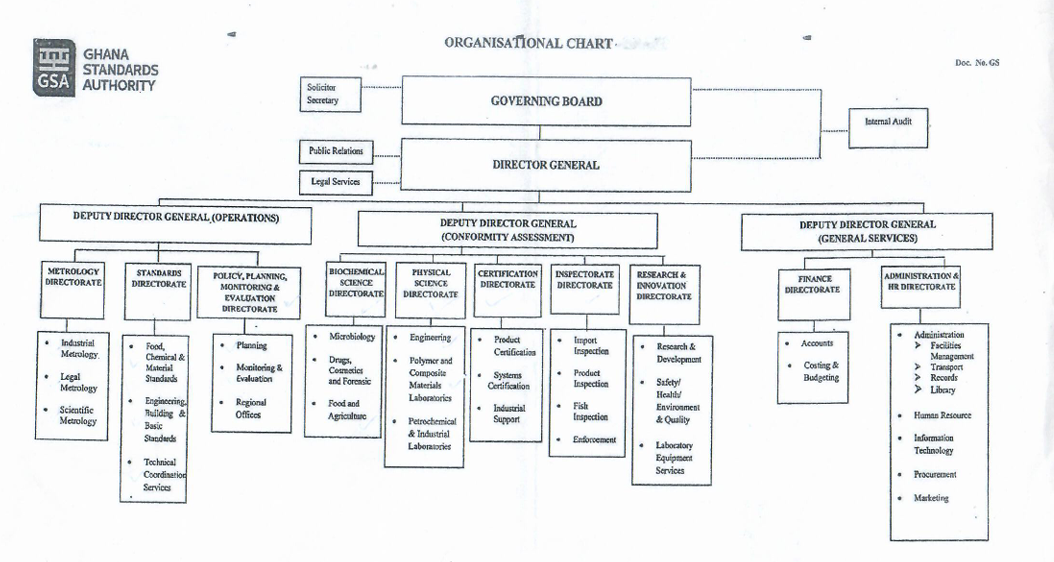 ORGANISATIONAL CHART
GSA
GHANA
STANDARDS
AUTHORITY
Doc. No. GS
Solicitor
Secretary
GOVERNING BOARD
Internal Audit
Public Relations
DIRECTOR GENERAL
Legal Services
DEPUTY DIRECTOR GENERAL (OPERATIONS)
DEPUTY DIRECTOR GENERAL
(CONFORMITY ASSESSMENT)
DEPUTY DIRECTOR GENERAL
(GENERAL SERVICES)
METROLOGY
DIRECTORATE
STANDARDS
DIRECTORATE
POLICY, PLANNING,
MONITORING &
EVALUATION
DIRECTORATE
BIOCHEMICAL
SCIENCE
DIRECTORATE
PHYSICAL
SCIENCE
DIRECTORATE
CERTIFICATION
DIRECTORATE
INSPECTORATE
DIRECTORATE
RESEARCH &
INNOVATION
DIRECTORATE
FINANCE
DIRECTORATE
ADMINISTRATION &
HR DIRECTORATE
• Industrial
Metrology
• Legal
Metrology
• Scientific
Metrology
• Food,
Chemical &
Material
Standards
• Engineering,
Building &
Basic
Standards
• Technical
Coordination
Services
• Planning
• Monitoring &
Evaluation
• Regional
Offices
• Microbiology
• Drugs,
Cosmetics
and Forensic
• Food and
Agriculture
• Engineering
• Polymer and
Composite
Materials
Laboratories
• Petrochemical
& Industrial
Laboratories
• Product
Certification
• Systems
Certification
• Industrial
Support
• Import
Inspection
• Product
Inspection
• Fish
Inspection
• Enforcement
• Research &
Development
• Safety/
Health/
Environment
& Quality
• Laboratory
Equipment
Services
• Accounts
• Costing &
Budgeting
• Administration
➢ Facilities
Management
➢ Transport
➢ Records
➢ Library
• Human Resource
• Information
Technology
• Procurement
• Marketing